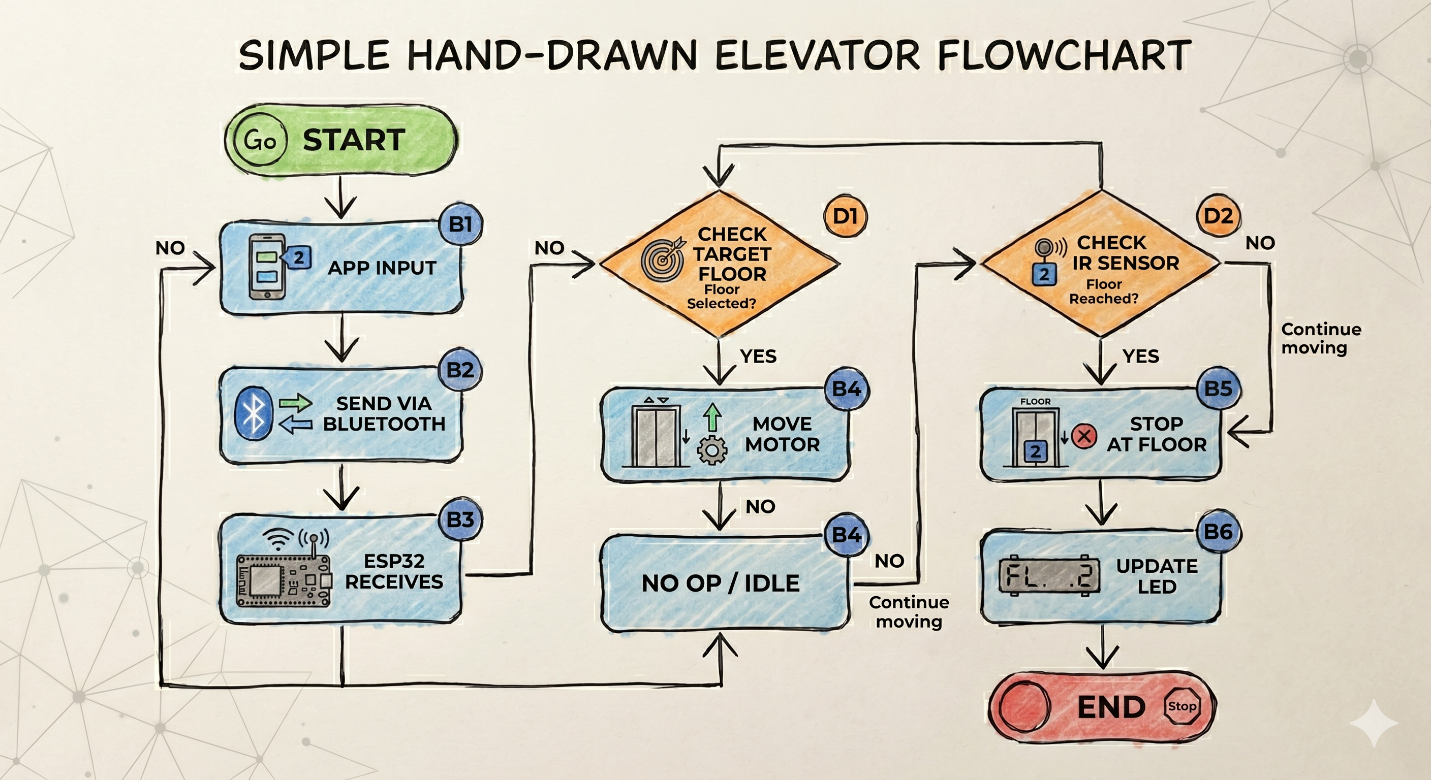 SIMPLE HAND-DRAWN ELEVATOR FLOWCHART
Go START
B1
NO
2
APP INPUT
B2
SEND VIA
BLUETOOTH
B3
ESP32
RECEIVES
NO
D1
CHECK
TARGET
FLOOR
Floor
Selected?
YES
B4
MOVE
MOTOR
NO
B4
NO OP / IDLE
NO
Continue
moving
D2
CHECK
IR SENSOR
2
Floor
Reached?
NO
Continue
moving
YES
B5
FLOOR
2
STOP
AT FLOOR
B6
FL. .2
UPDATE
LED
END
Stop